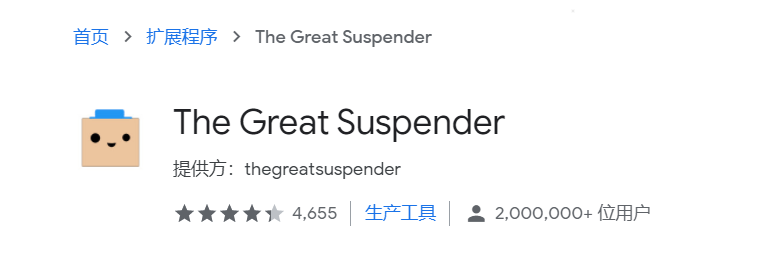 首页 > 扩展程序 > The Great Suspender
The Great Suspender
提供方：thegreatsuspender
4,655 生产工具 2,000,000+ 位用户